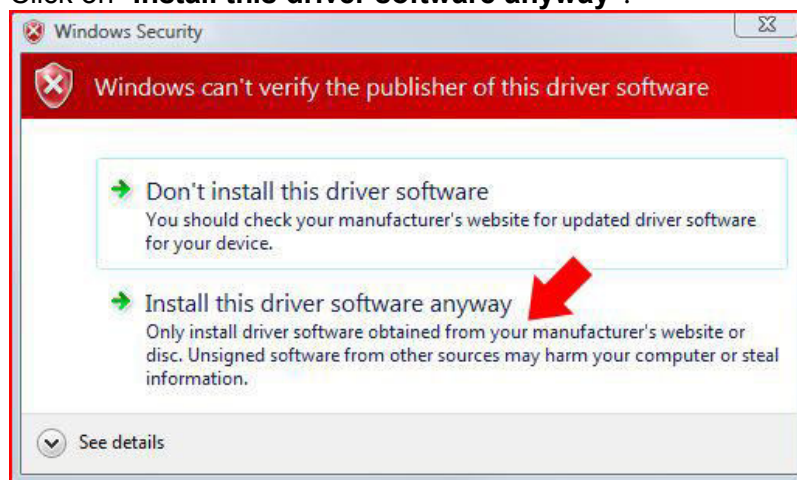 Click on "Install this driver software anyway".
Windows Security
Windows can't verify the publisher of this driver software
Don't install this driver software
You should check your manufacturer's website for updated driver software
for your device.
Install this driver software anyway
Only install driver software obtained from your manufacturer's website or
disc. Unsigned software from other sources may harm your computer or steal
information.
See details